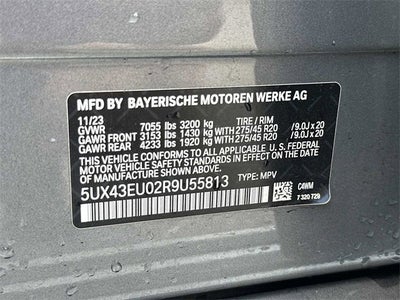 MFD BY BAYERISCHE MOTOREN WERKE AG
11/23 TIRE / RIM
GVWR 7055 lbs 3200 kg
GAWR FRONT 3153 lbs 1430 kg WITH 275/45 R20 /9.0J x 20
GAWR REAR 4233 lbs 1920 kg WITH 275/45 R20 /9.0J x 20
THIS VEHICLE CONFORMS TO ALL APPLICABLE U.S. FEDERAL
MOTOR VEHICLE SAFETY STANDARDS IN EFFECT ON THE
DATE OF MANUFACTURE SHOWN ABOVE.
5UX43EU02R9U55813 C4WM
TYPE: MPV 7 320 729